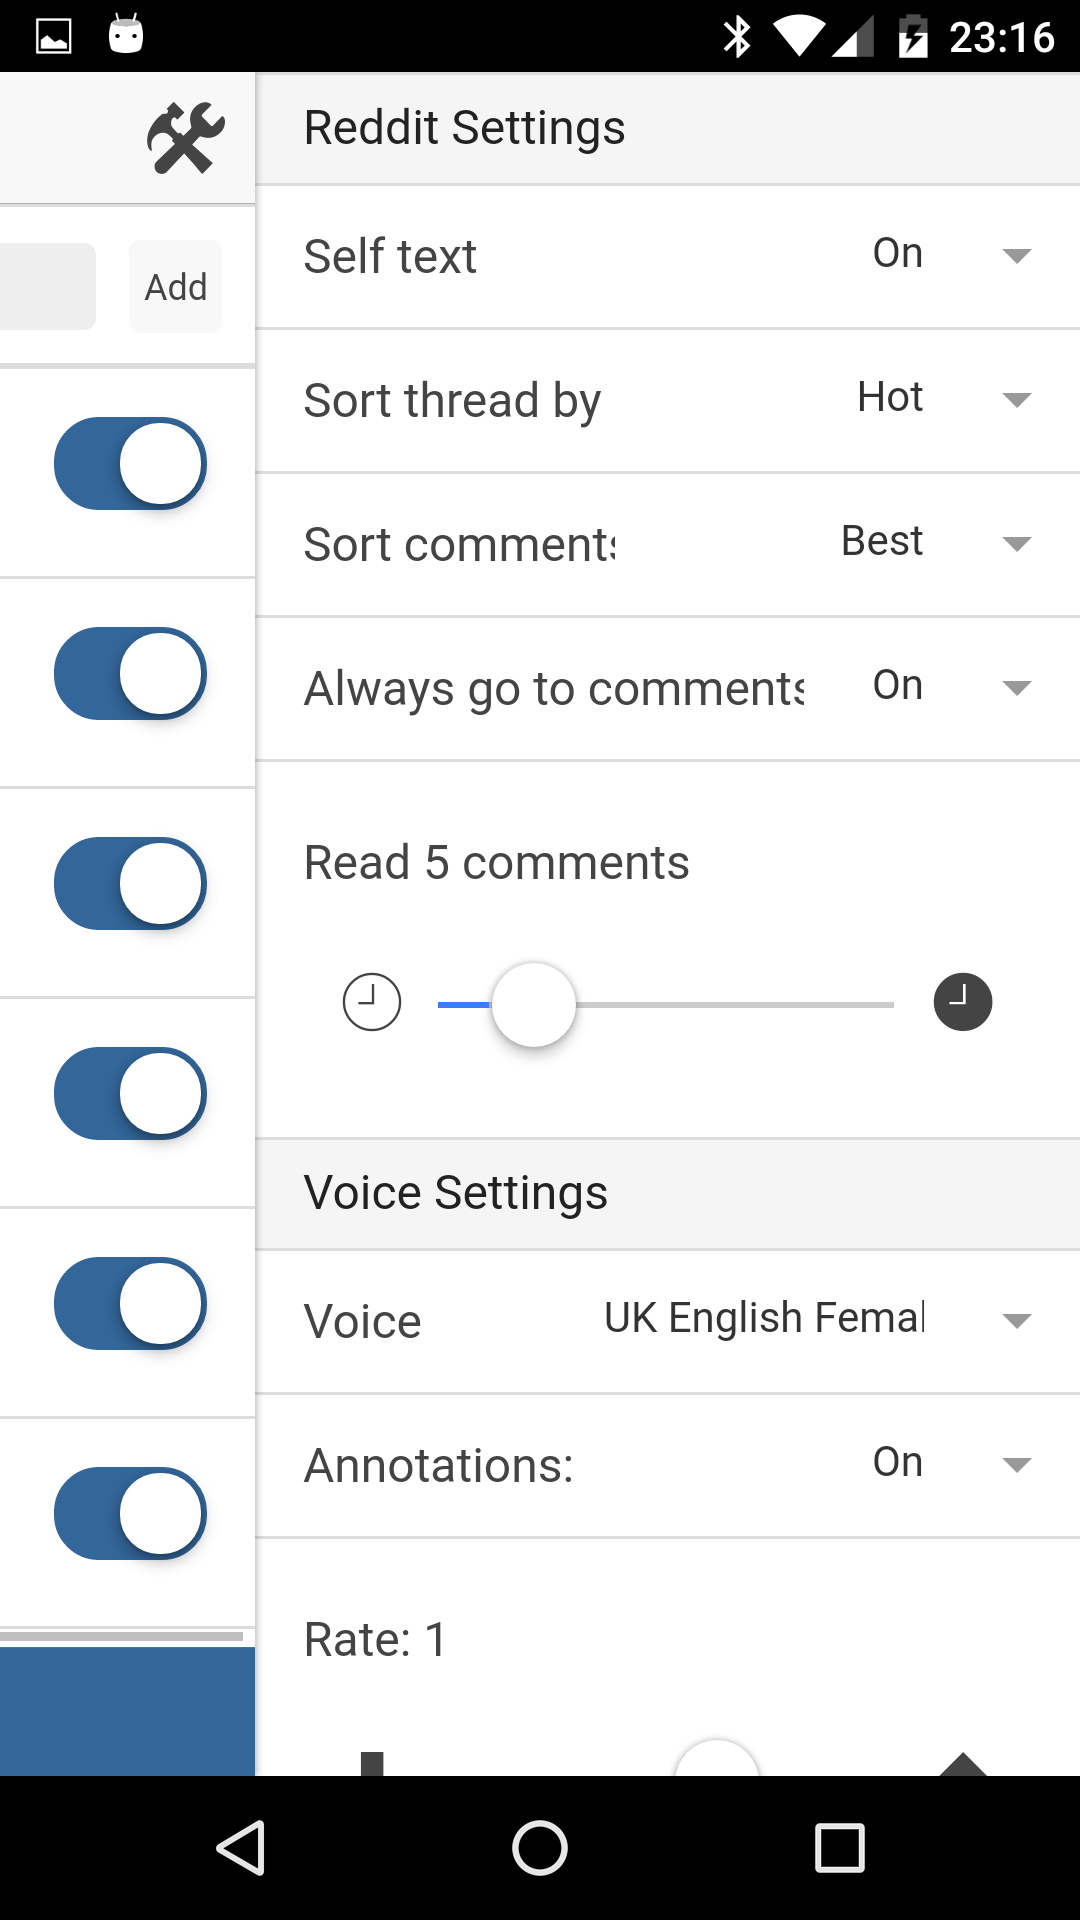 23:16
Reddit Settings
Add
Self text On
Sort thread by Hot
Sort comments Best
Always go to comments On
Read 5 comments
Voice Settings
Voice UK English Femal
Annotations: On
Rate: 1